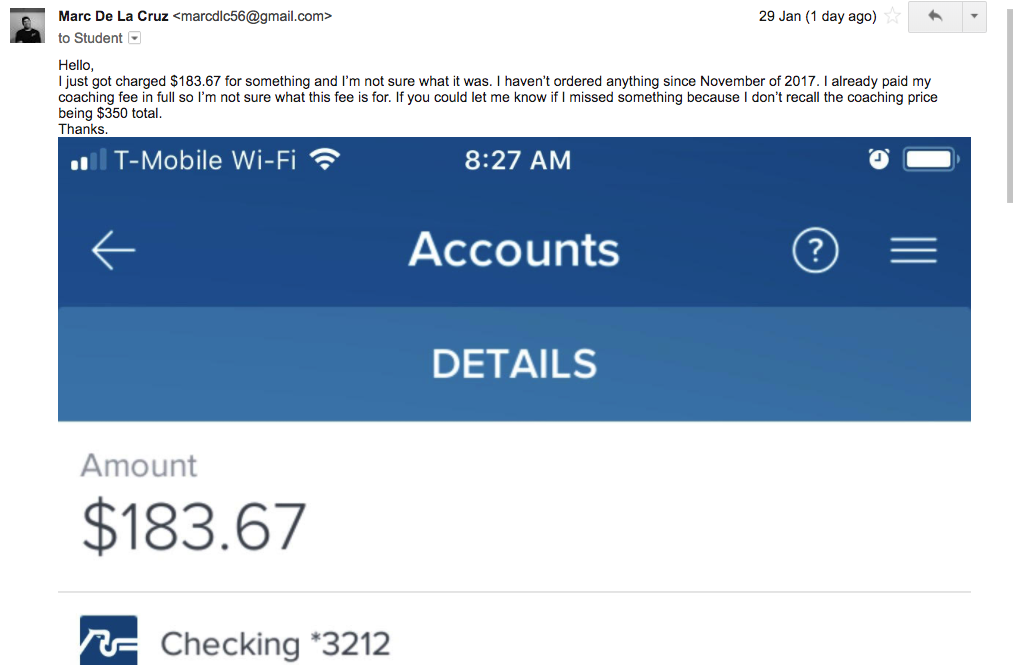 Marc De La Cruz <marcdlc56@gmail.com> 29 Jan (1 day ago)
to Student
Hello,
I just got charged $183.67 for something and I’m not sure what it was. I haven’t ordered anything since November of 2017. I already paid my
coaching fee in full so I’m not sure what this fee is for. If you could let me know if I missed something because I don’t recall the coaching price
being $350 total.
Thanks.
T-Mobile Wi-Fi 8:27 AM
Accounts ?
DETAILS
Amount
$183.67
Checking *3212